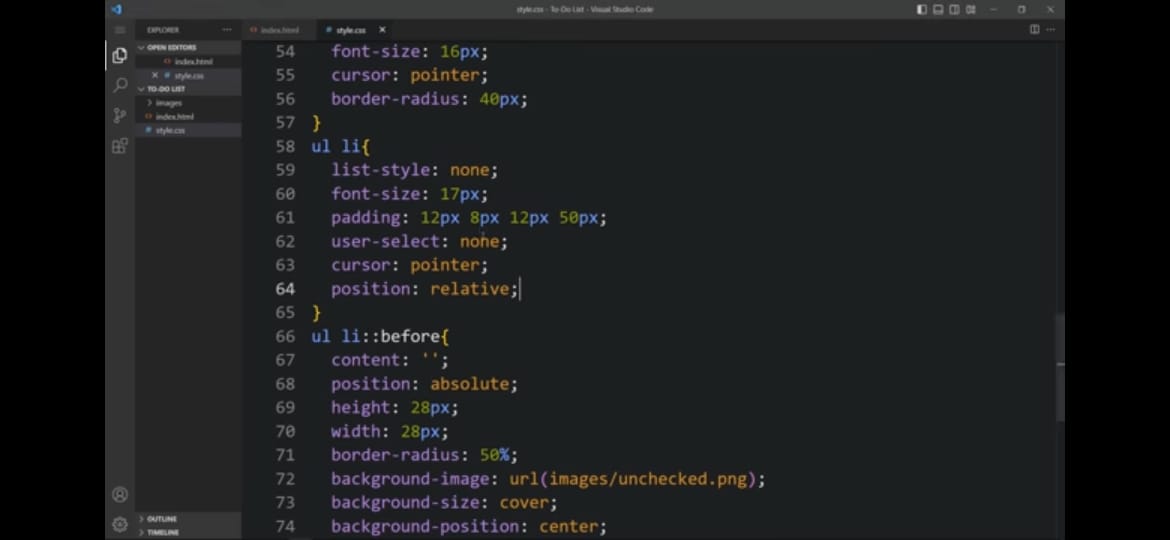 style.css - To-Do List - Visual Studio Code
EXPLORER
index.html
style.css
OPEN EDITORS
index.html
style.css
TO-DO LIST
images
index.html
style.css
54 font-size: 16px;
55 cursor: pointer;
56 border-radius: 40px;
57 }
58 ul li{
59 list-style: none;
60 font-size: 17px;
61 padding: 12px 8px 12px 50px;
62 user-select: none;
63 cursor: pointer;
64 position: relative;
65 }
66 ul li::before{
67 content: '';
68 position: absolute;
69 height: 28px;
70 width: 28px;
71 border-radius: 50%;
72 background-image: url(images/unchecked.png);
73 background-size: cover;
74 background-position: center;
OUTLINE
TIMELINE